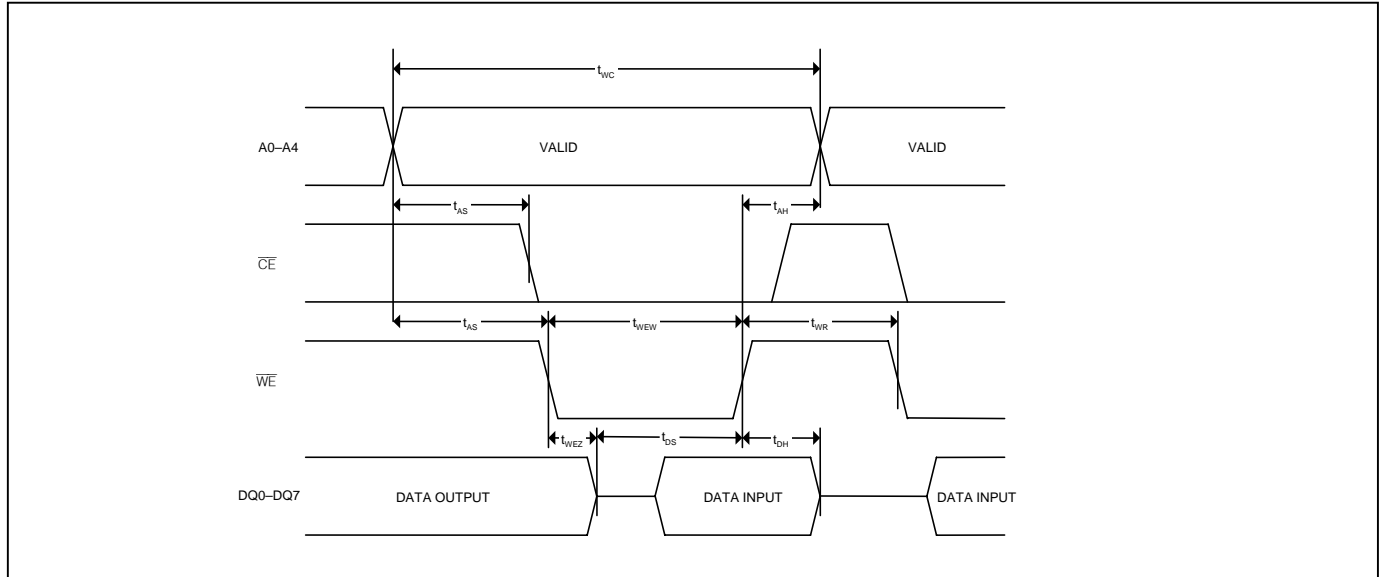 tWC
A0–A4 VALID VALID
tAS tAH
CE
tAS tWEW tWR
WE
tWEZ tDS tDH
DQ0–DQ7 DATA OUTPUT DATA INPUT DATA INPUT